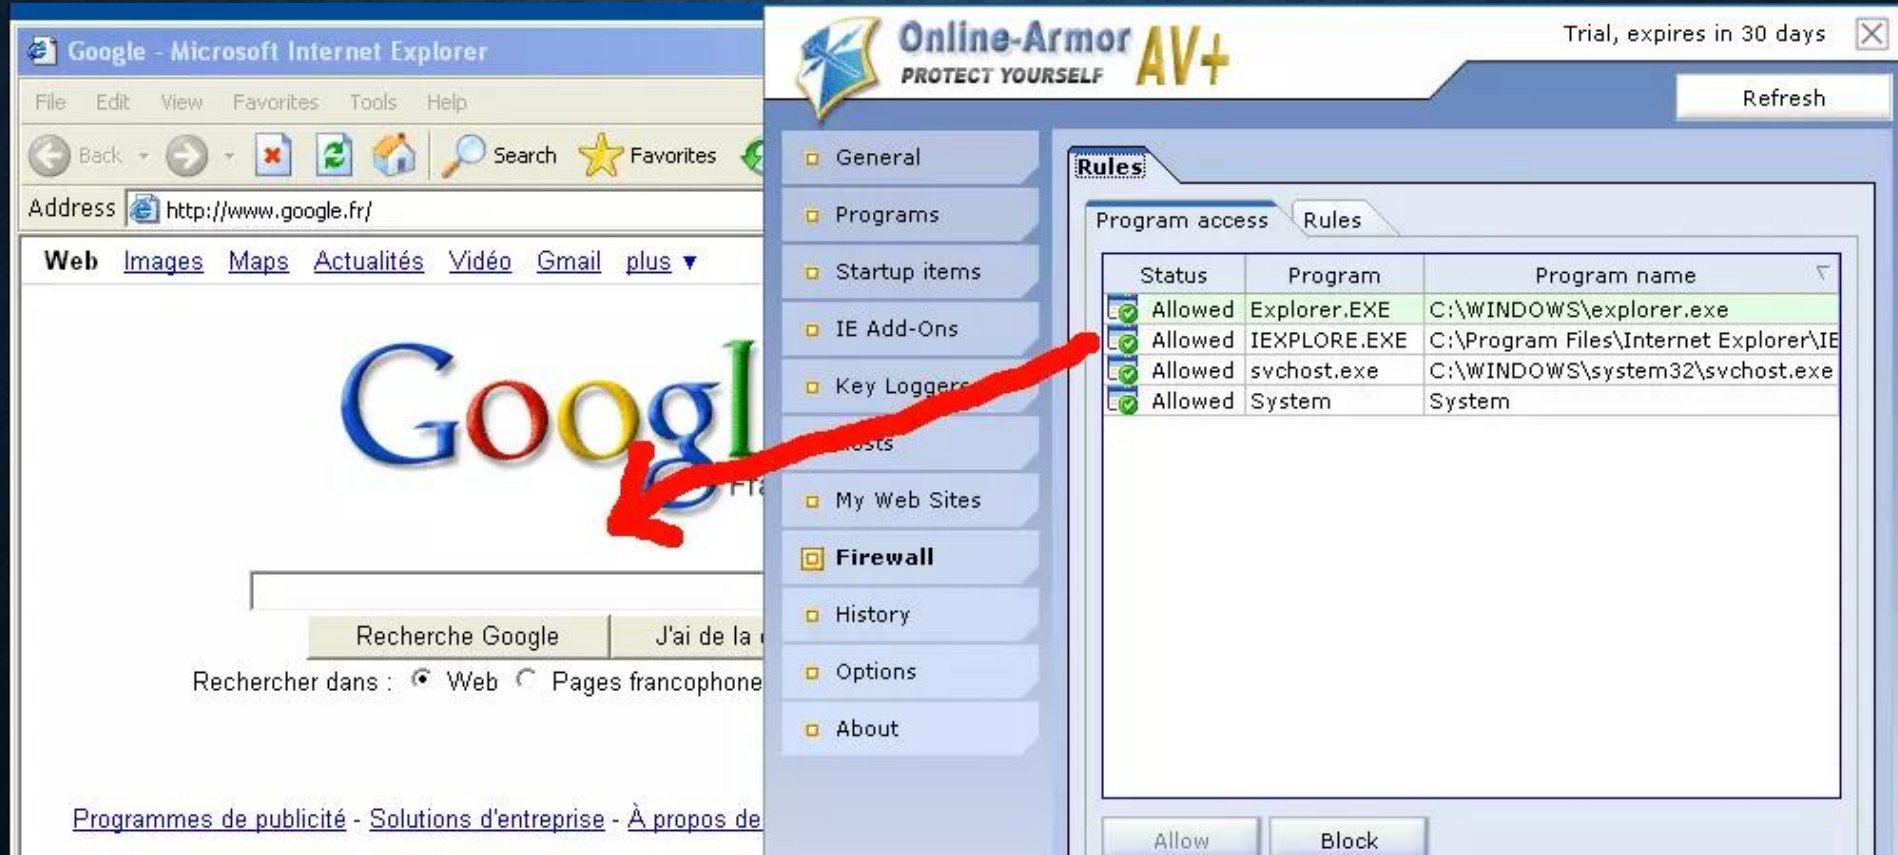 Google - Microsoft Internet Explorer
File Edit View Favorites Tools Help
Back Search Favorites
Address http://www.google.fr/
Web Images Maps Actualités Vidéo Gmail plus ▼
Googl
Recherche Google J'ai de la
Rechercher dans : Web Pages francophone
Programmes de publicité - Solutions d'entreprise - À propos de
Online-Armor AV+
PROTECT YOURSELF
Trial, expires in 30 days
Refresh
General
Programs
Startup items
IE Add-Ons
Key Loggers
My Web Sites
Firewall
History
Options
About
Rules
Program access Rules
Status Program Program name
Allowed Explorer.EXE C:\WINDOWS\explorer.exe
Allowed IEXPLORE.EXE C:\Program Files\Internet Explorer\IE
Allowed svchost.exe C:\WINDOWS\system32\svchost.exe
Allowed System System
Allow Block